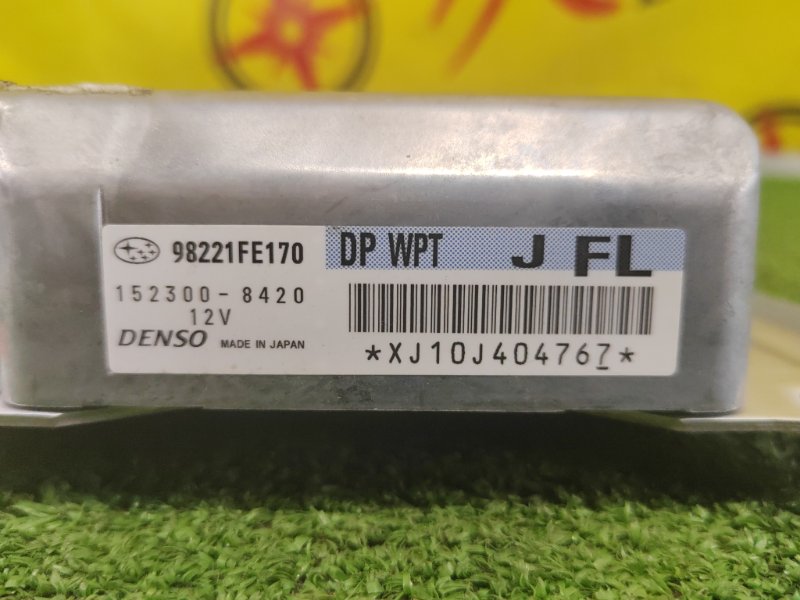 98221FE170 DP WPT J FL
152300-8420
12V
DENSO MADE IN JAPAN
*XJ10J404767*